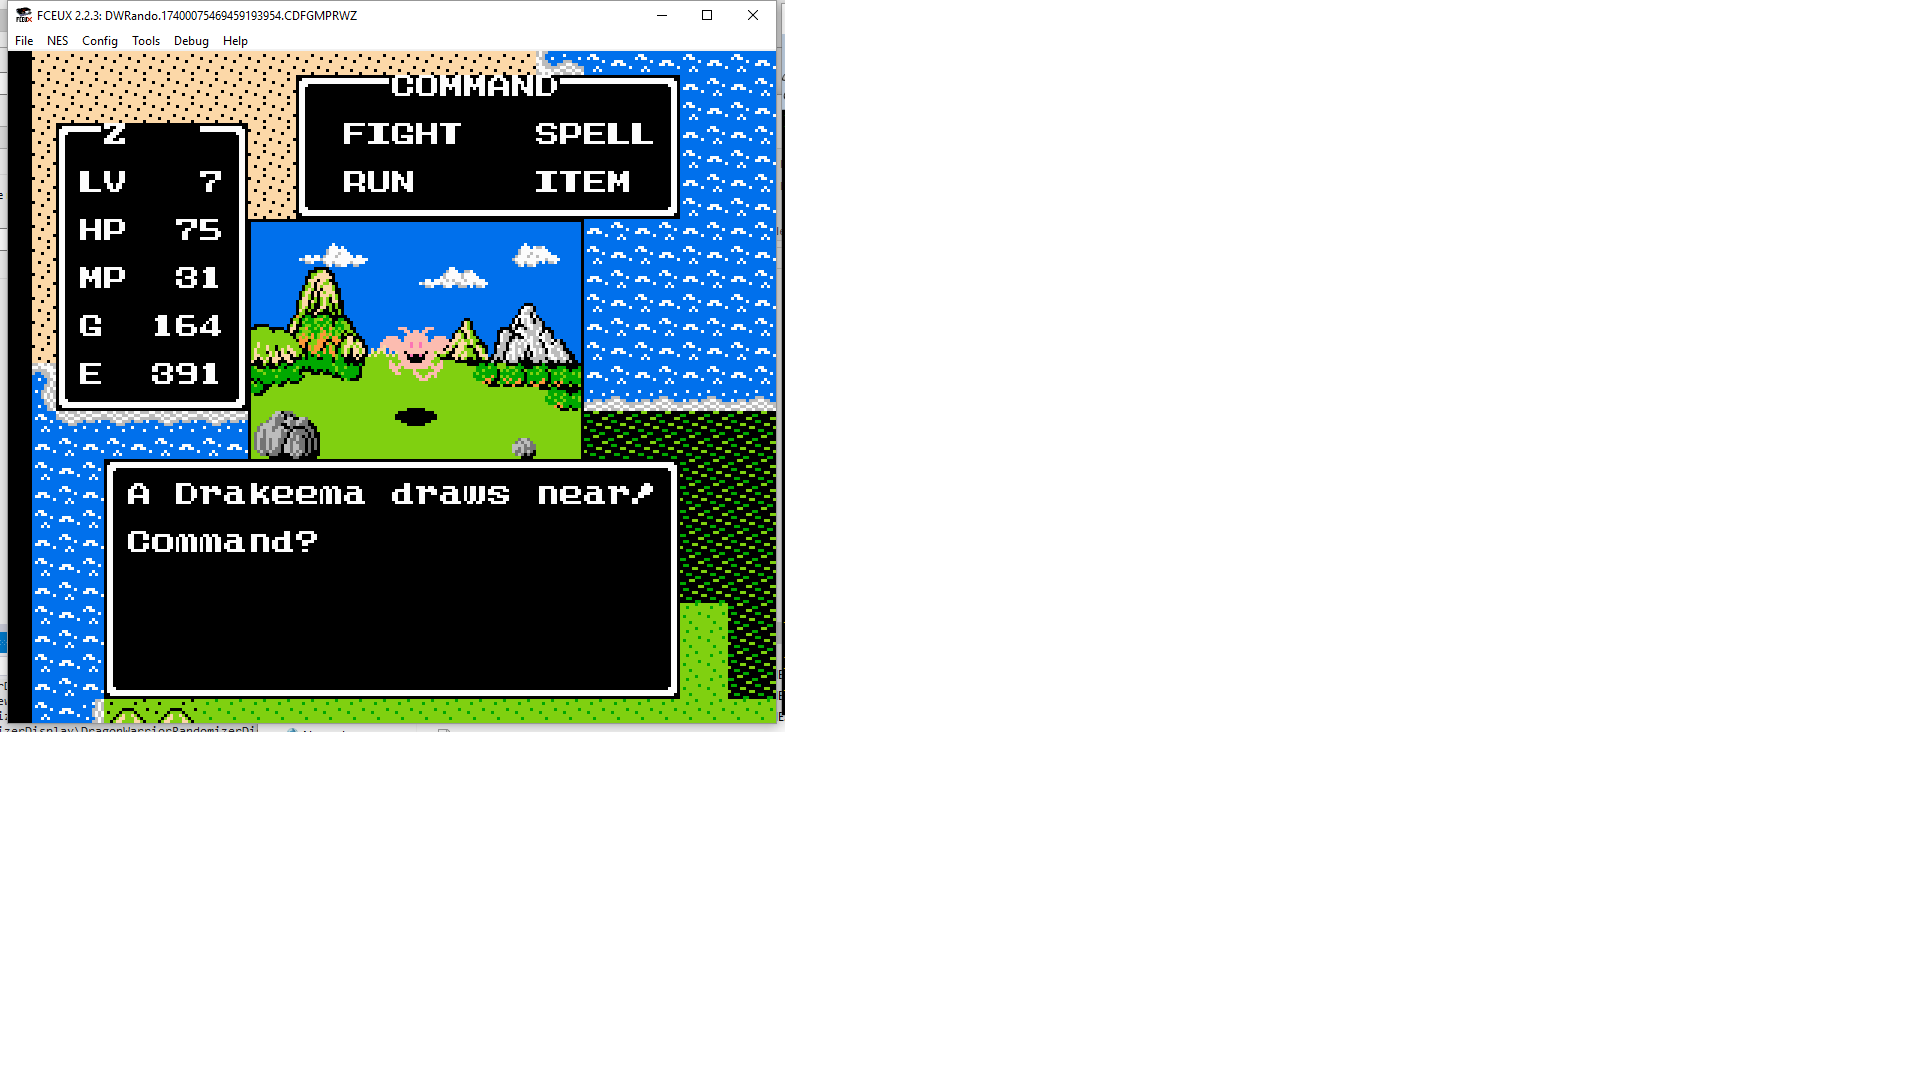 FCEUX 2.2.3: DWRando.17400075469459193954.CDFGMPRWZ
File NES Config Tools Debug Help
COMMAND
FIGHT SPELL
RUN ITEM
Z
LV 7
HP 75
MP 31
G 164
E 391
A Drakeema draws near!
Command?